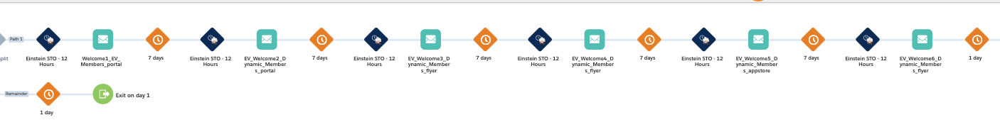 Path 1
plit
Einstein STO - 12
Hours
Welcome1_EV_
Members_portal
7 days
Einstein STO - 12
Hours
EV_Welcome2_D
ynamic_Member
s_portal
7 days
Einstein STO - 12
Hours
EV_Welcome3_D
ynamic_Member
s_flyer
7 days
Einstein STO - 12
Hours
EV_Welcome4_D
ynamic_Member
s_flyer
7 days
Einstein STO - 12
Hours
EV_Welcome5_D
ynamic_Member
s_appstore
7 days
Einstein STO - 12
Hours
EV_Welcome6_D
ynamic_Member
s_flyer
1 day
Remainder
Exit on day 1
1 day